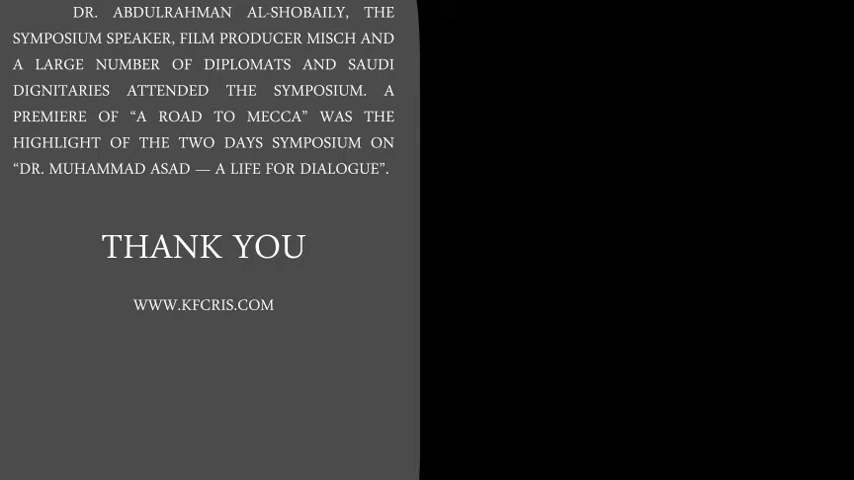 DR. ABDULRAHMAN AL-SHOBAILY, THE
SYMPOSIUM SPEAKER, FILM PRODUCER MISCH AND
A LARGE NUMBER OF DIPLOMATS AND SAUDI
DIGNITARIES ATTENDED THE SYMPOSIUM. A
PREMIERE OF “A ROAD TO MECCA” WAS THE
HIGHLIGHT OF THE TWO DAYS SYMPOSIUM ON
“DR. MUHAMMAD ASAD — A LIFE FOR DIALOGUE”.
THANK YOU
WWW.KFCRIS.COM